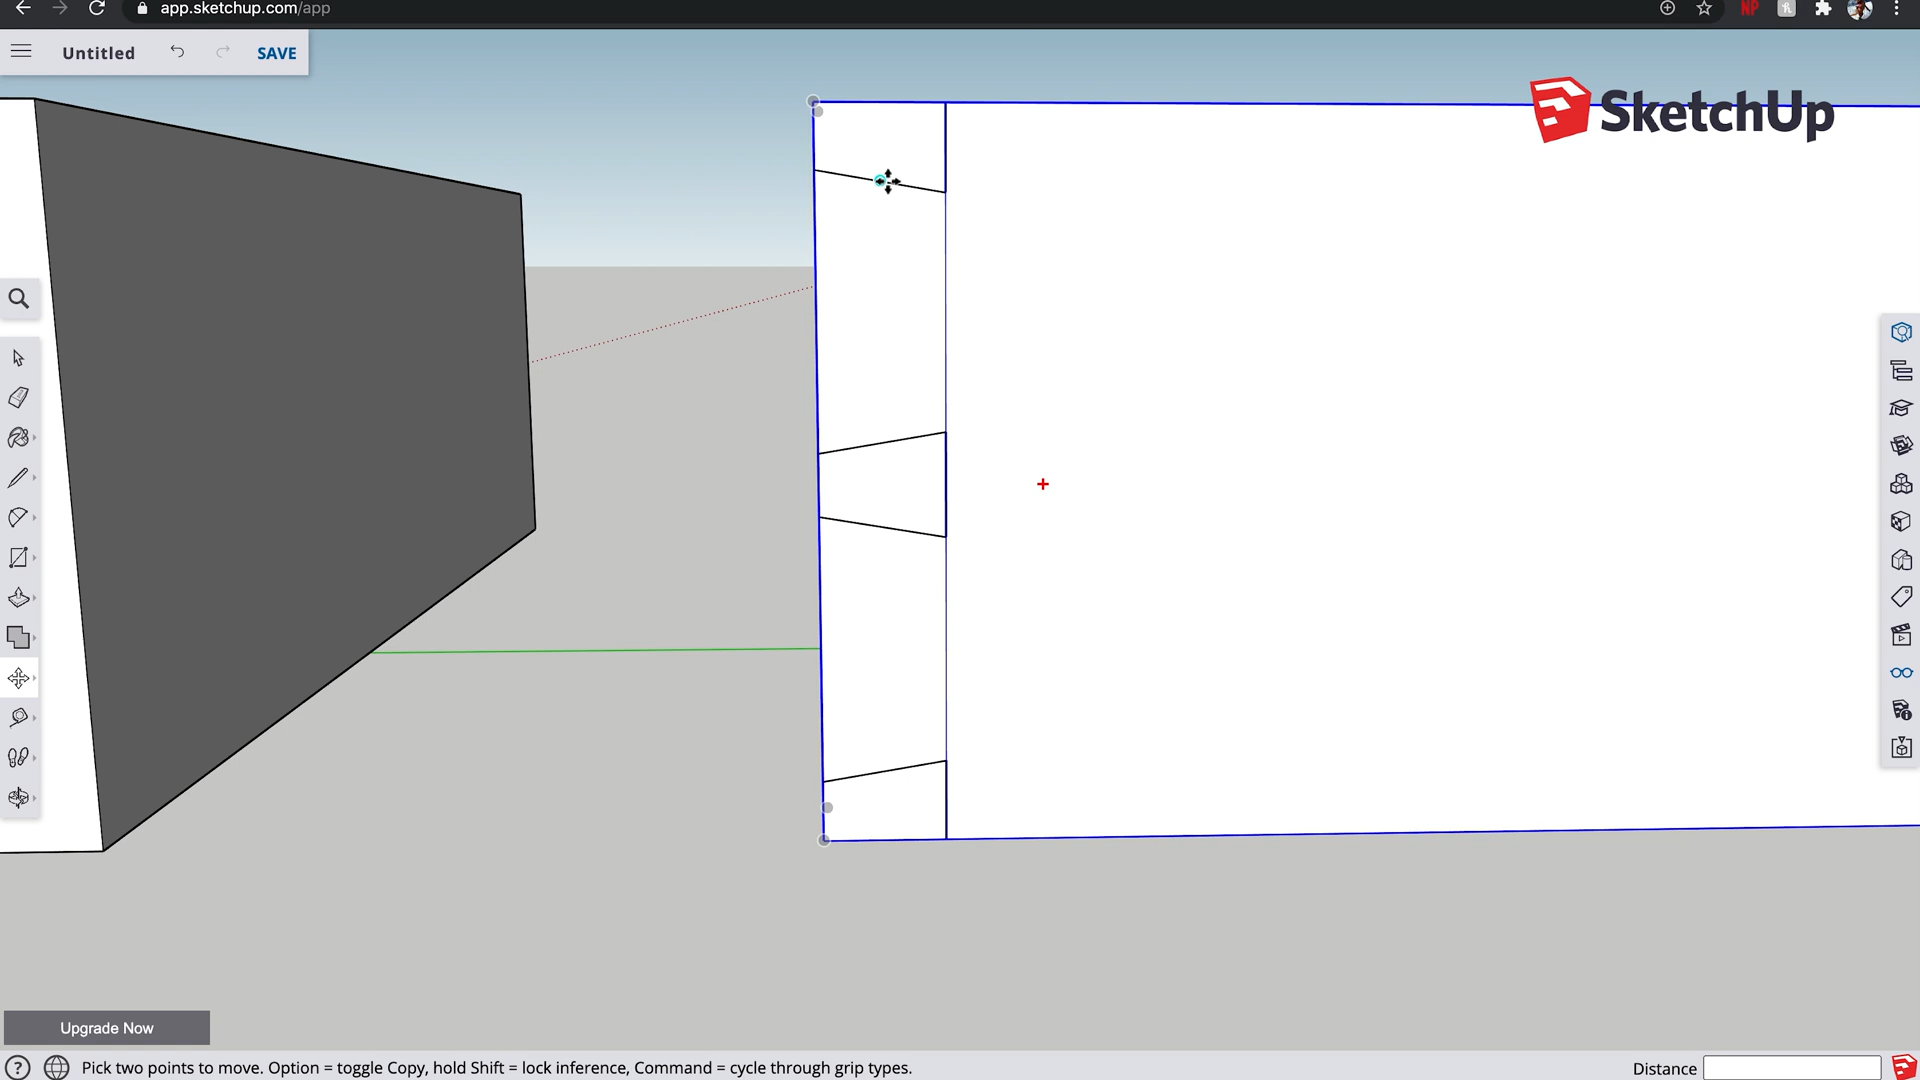 app.sketchup.com/app
NP
Untitled
SAVE
SketchUp
Upgrade Now
Pick two points to move. Option = toggle Copy, hold Shift = lock inference, Command = cycle through grip types.
Distance